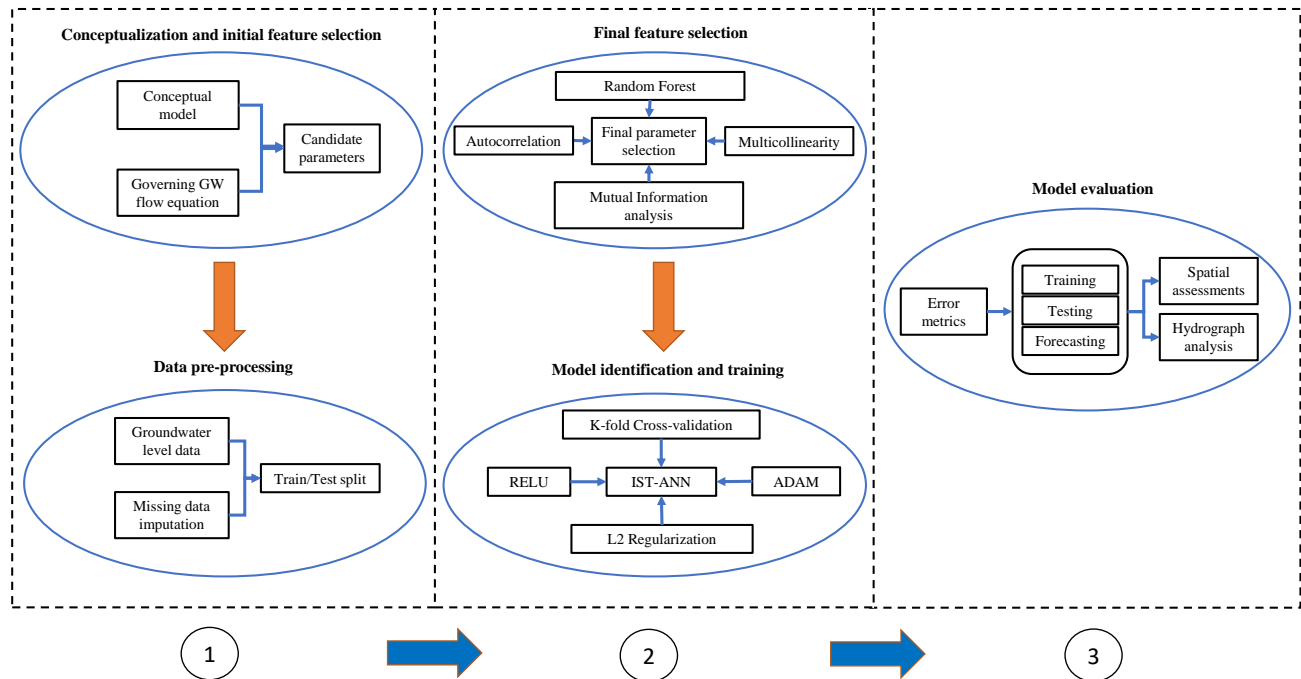 Conceptualization and initial feature selection
Conceptual
model
Governing GW
flow equation
Candidate
parameters
Data pre-processing
Groundwater
level data
Missing data
imputation
Train/Test split
Final feature selection
Random Forest
Autocorrelation
Final parameter
selection
Multicollinearity
Mutual Information
analysis
Model identification and training
K-fold Cross-validation
RELU
IST-ANN
ADAM
L2 Regularization
Model evaluation
Error
metrics
Training
Testing
Forecasting
Spatial
assessments
Hydrograph
analysis
1
2
3